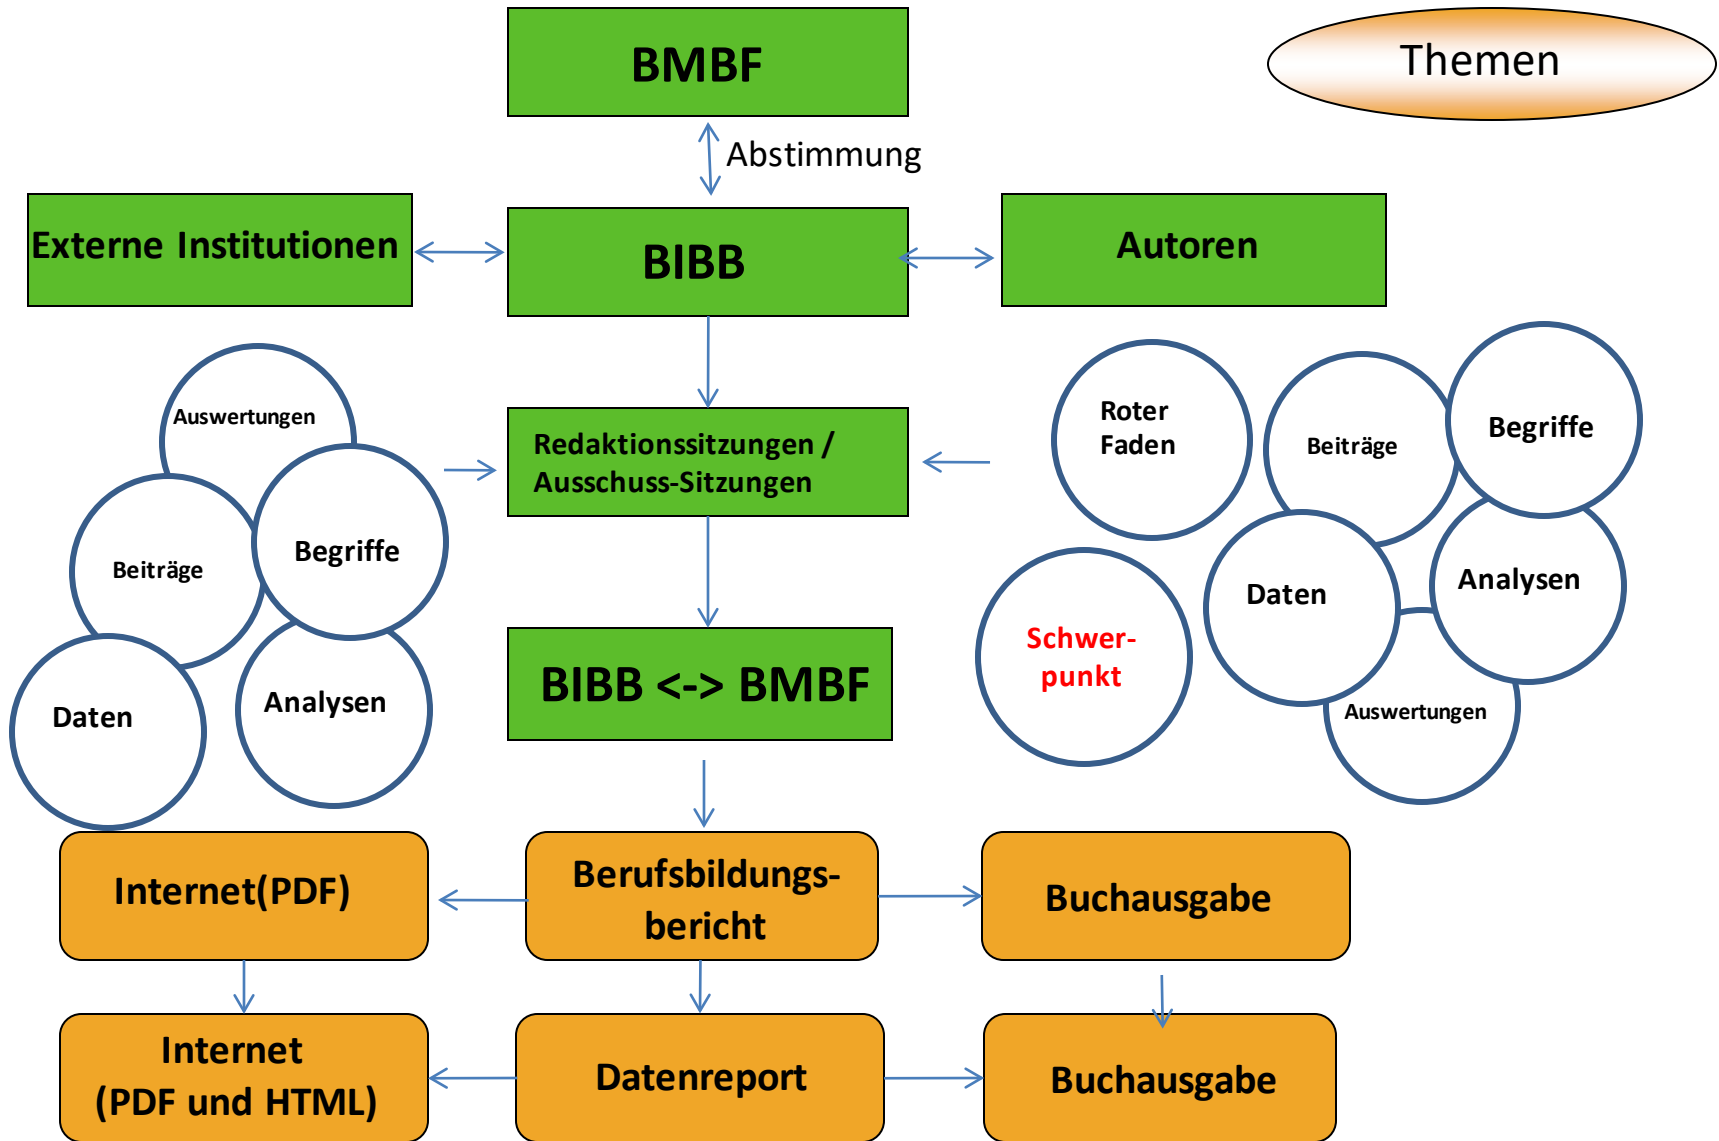 BMBF
Themen
Abstimmung
Externe Institutionen
BIBB
Autoren
Auswertungen
Beiträge
Begriffe
Daten
Analysen
Redaktionssitzungen /
Ausschuss-Sitzungen
Roter
Faden
Beiträge
Begriffe
Daten
Analysen
Schwer-
punkt
Auswertungen
BIBB <-> BMBF
Internet(PDF)
Berufsbildungs-
bericht
Buchausgabe
Internet
(PDF und HTML)
Datenreport
Buchausgabe